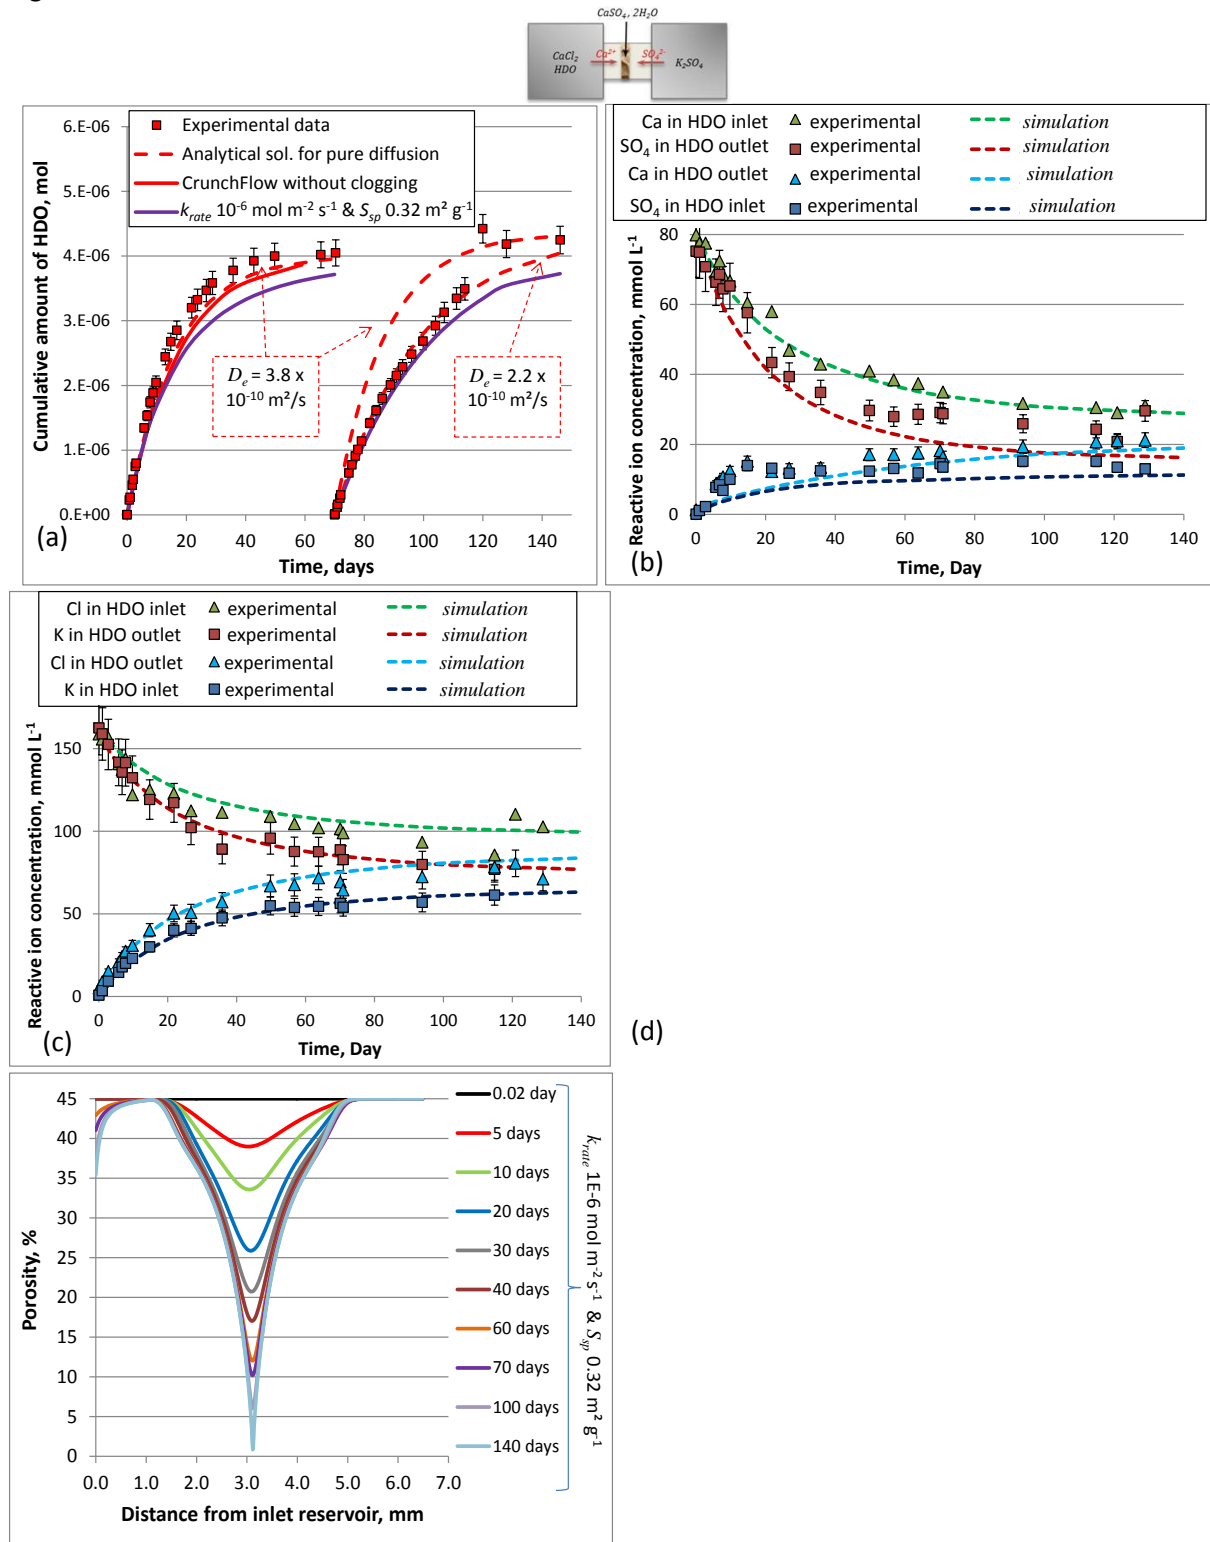 CaSO₄, 2H₂O
CaCl₂
HDO
Ca²⁺
SO₄²⁻
K₂SO₄
Cumulative amount of HDO, mol
6.E-06
5.E-06
4.E-06
3.E-06
2.E-06
1.E-06
0.E+00
Experimental data
Analytical sol. for pure diffusion
CrunchFlow without clogging
k_rate 10⁻⁶ mol m⁻² s⁻¹ & S_sp 0.32 m² g⁻¹
D_e = 3.8 x
10⁻¹⁰ m²/s
D_e = 2.2 x
10⁻¹⁰ m²/s
0 20 40 60 80 100 120 140
Time, days
(a)
Ca in HDO inlet experimental simulation
SO₄ in HDO outlet experimental simulation
Ca in HDO outlet experimental simulation
SO₄ in HDO inlet experimental simulation
Reactive ion concentration, mmol L⁻¹
80
60
40
20
0
0 20 40 60 80 100 120 140
Time, Day
(b)
Cl in HDO inlet experimental simulation
K in HDO outlet experimental simulation
Cl in HDO outlet experimental simulation
K in HDO inlet experimental simulation
Reactive ion concentration, mmol L⁻¹
150
100
50
0
0 20 40 60 80 100 120 140
Time, Day
(c)
(d)
Porosity, %
45
40
35
30
25
20
15
10
5
0
0.0 1.0 2.0 3.0 4.0 5.0 6.0 7.0
Distance from inlet reservoir, mm
0.02 day
5 days
10 days
20 days
30 days
40 days
60 days
70 days
100 days
140 days
k_rate 1E-6 mol m⁻² s⁻¹ & S_sp 0.32 m² g⁻¹